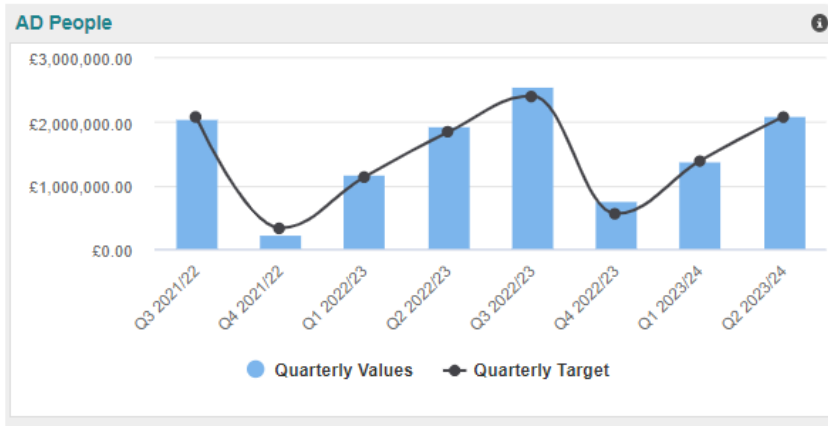 AD People
£3,000,000.00
£2,000,000.00
£1,000,000.00
£0.00
Q3 2021/22
Q4 2021/22
Q1 2022/23
Q2 2022/23
Q3 2022/23
Q4 2022/23
Q1 2023/24
Q2 2023/24
Quarterly Values
Quarterly Target